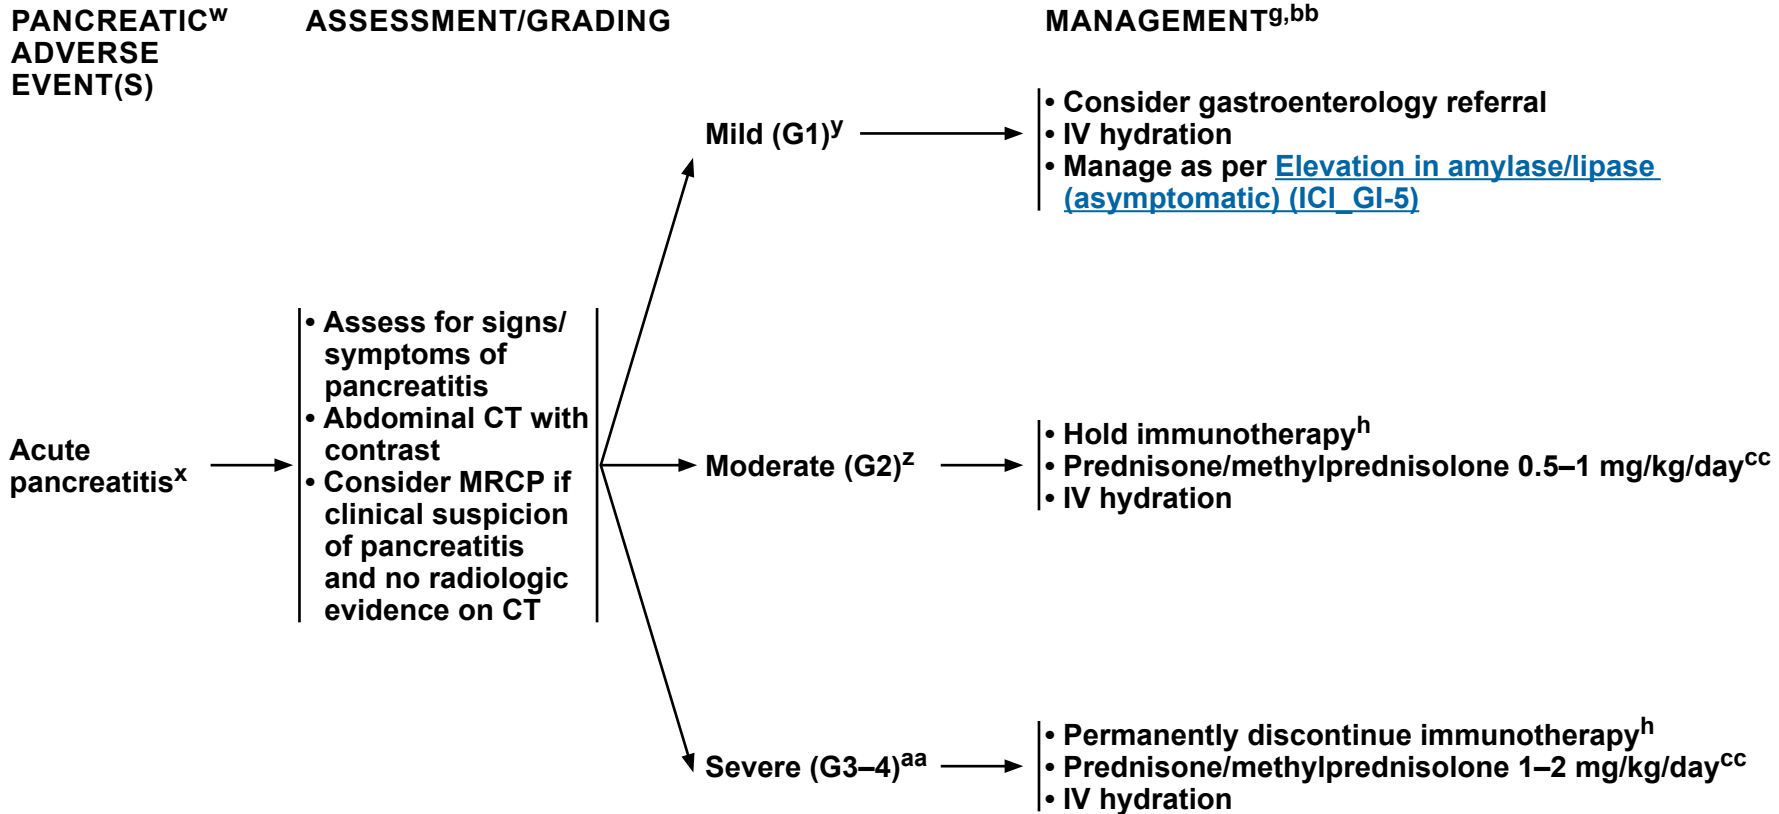 PANCREATICʷ
ADVERSE
EVENT(S)
ASSESSMENT/GRADING
MANAGEMENTᵍ,ᵇᵇ
Acute
pancreatitisˣ
• Assess for signs/
symptoms of
pancreatitis
• Abdominal CT with
contrast
• Consider MRCP if
clinical suspicion
of pancreatitis
and no radiologic
evidence on CT
Mild (G1)ʸ
• Consider gastroenterology referral
• IV hydration
• Manage as per Elevation in amylase/lipase
(asymptomatic) (ICI_GI-5)
Moderate (G2)ᶻ
• Hold immunotherapyʰ
• Prednisone/methylprednisolone 0.5–1 mg/kg/dayᶜᶜ
• IV hydration
Severe (G3–4)ᵃᵃ
• Permanently discontinue immunotherapyʰ
• Prednisone/methylprednisolone 1–2 mg/kg/dayᶜᶜ
• IV hydration